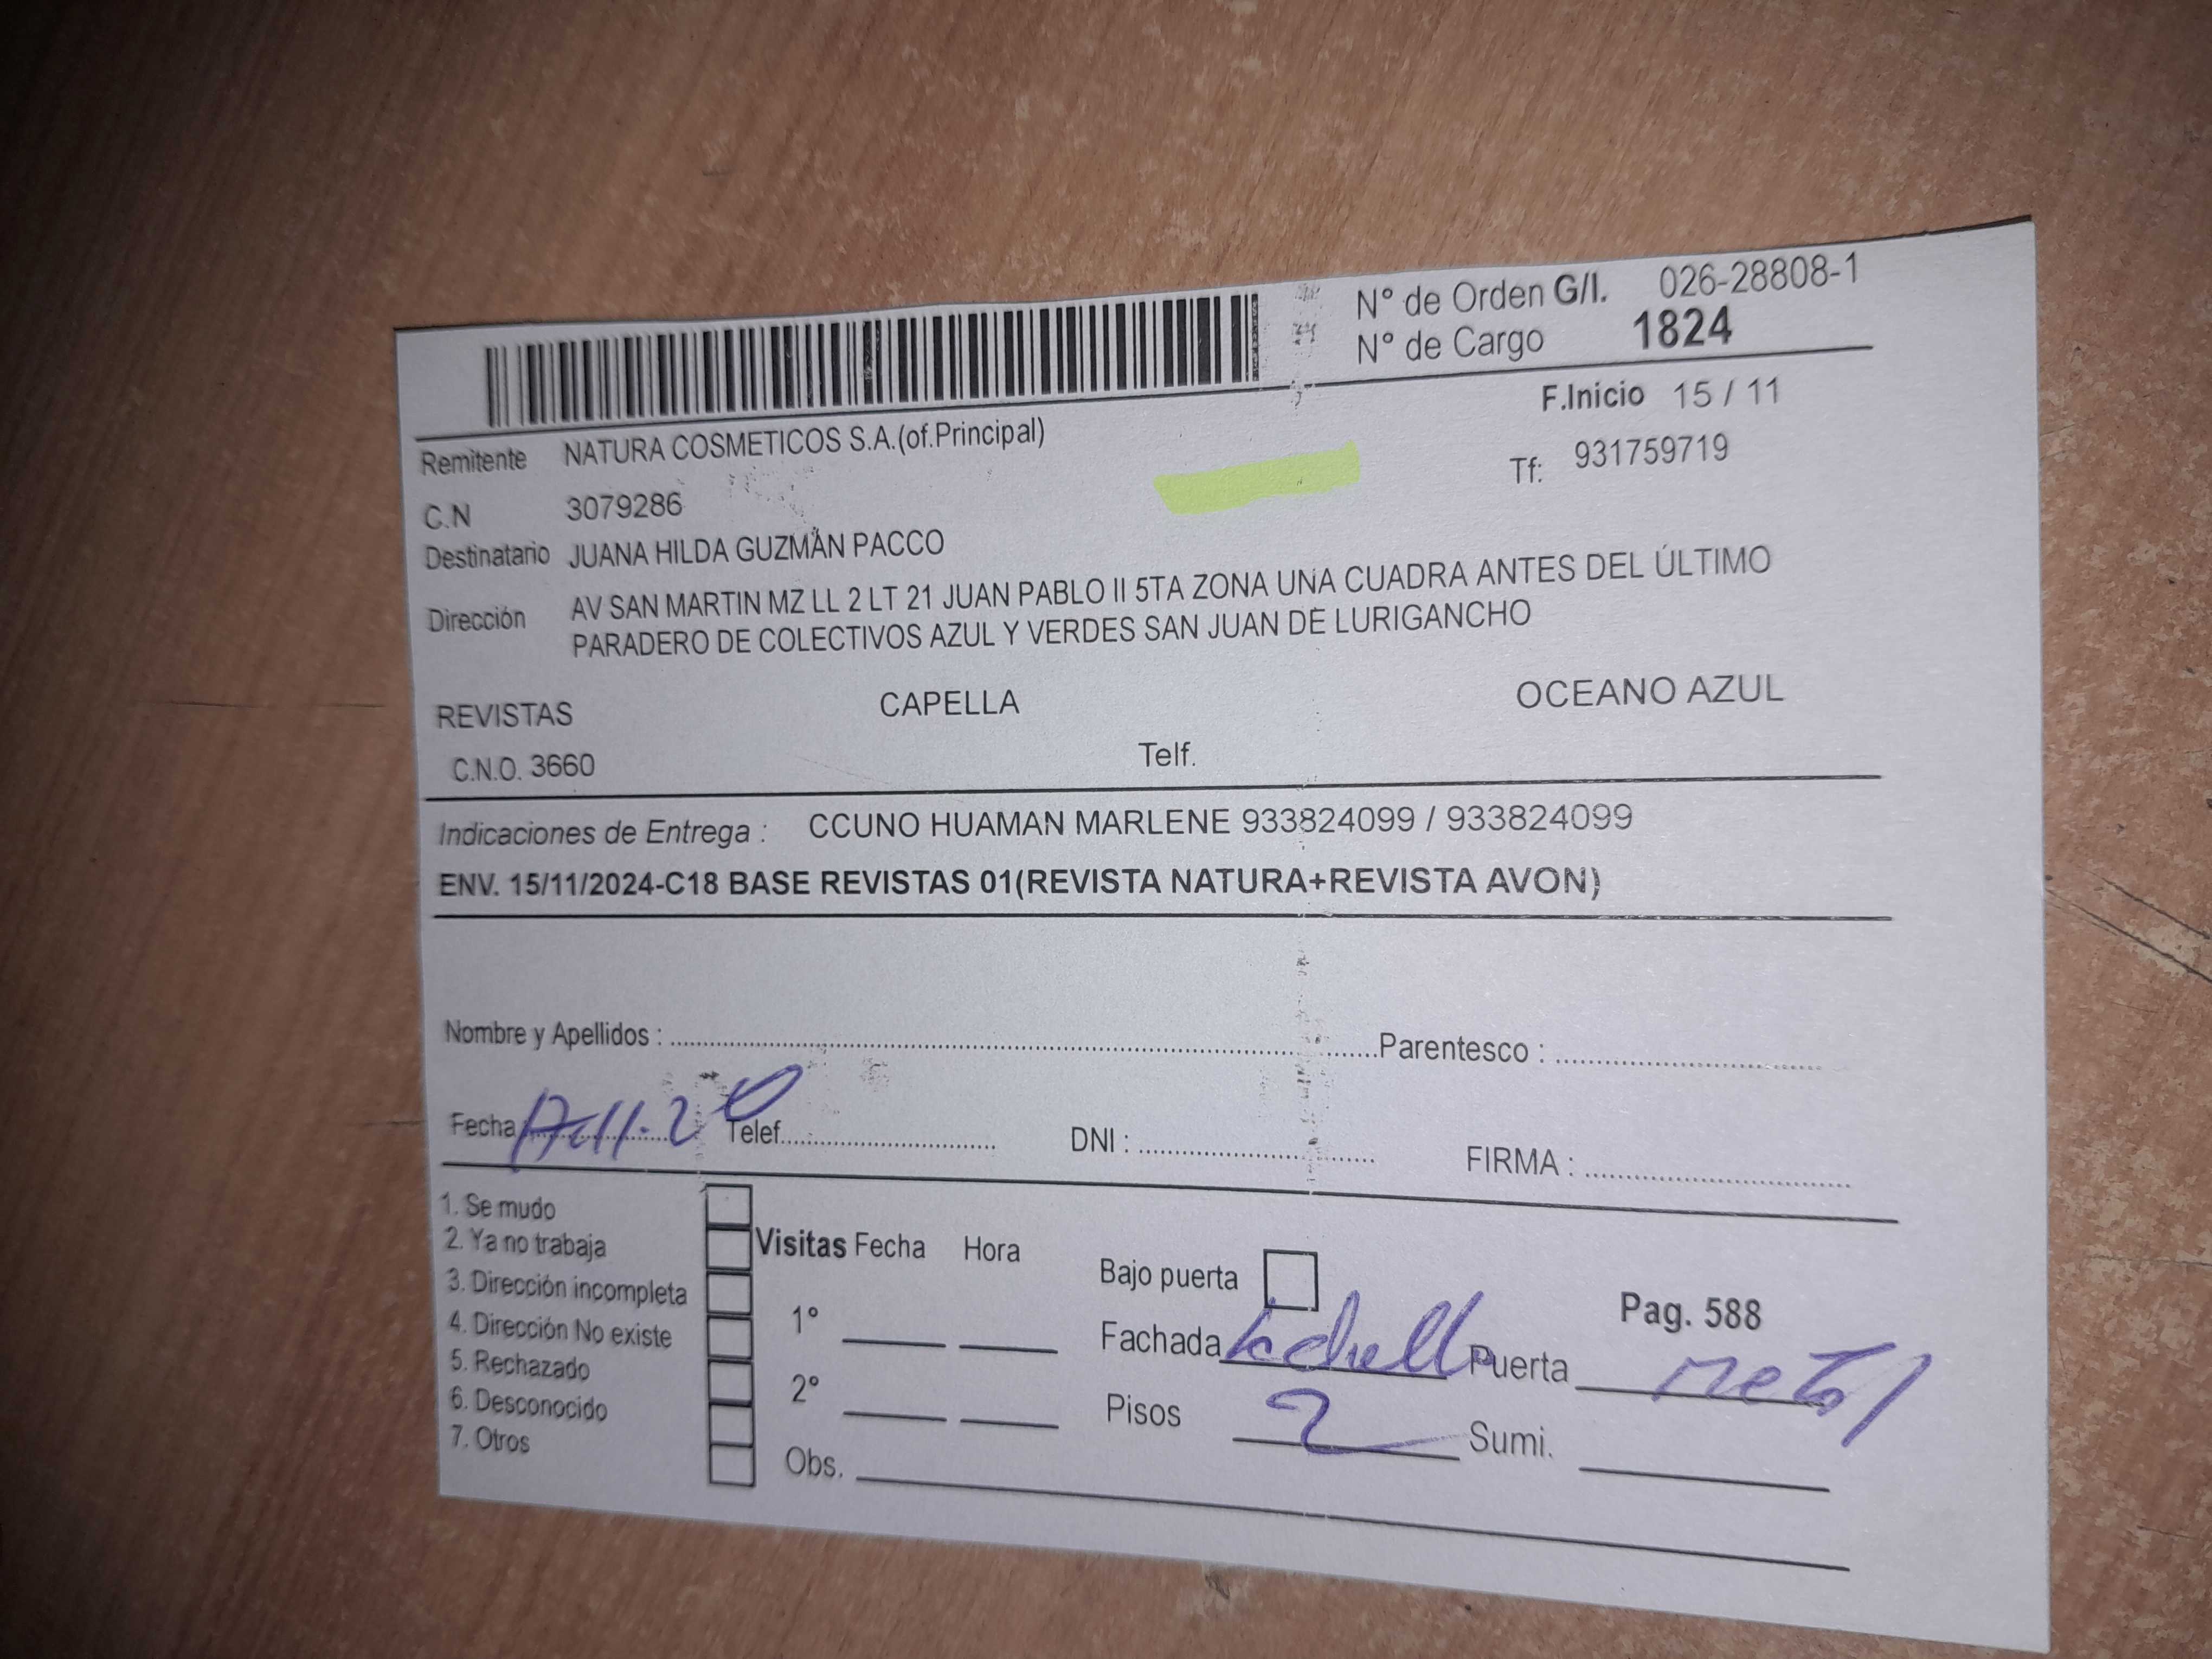 N° de Orden G/I. 026-28808-1
N° de Cargo 1824
F.Inicio 15 / 11
Remitente NATURA COSMETICOS S.A.(of.Principal)
Tf: 931759719
C.N 3079286
Destinatario JUANA HILDA GUZMÁN PACCO
Dirección AV SAN MARTIN MZ LL 2 LT 21 JUAN PABLO II 5TA ZONA UNA CUADRA ANTES DEL ÚLTIMO
PARADERO DE COLECTIVOS AZUL Y VERDES SAN JUAN DE LURIGANCHO
REVISTAS CAPELLA OCEANO AZUL
C.N.O. 3660 Telf.
Indicaciones de Entrega : CCUNO HUAMAN MARLENE 933824099 / 933824099
ENV. 15/11/2024-C18 BASE REVISTAS 01(REVISTA NATURA+REVISTA AVON)
Nombre y Apellidos : Parentesco :
Fecha Telef. DNI : FIRMA :
1. Se mudo
2. Ya no trabaja
3. Dirección incompleta
4. Dirección No existe
5. Rechazado
6. Desconocido
7. Otros
Visitas Fecha Hora
1°
2°
Obs.
Bajo puerta
Pag. 588
Fachada Puerta metal
Pisos 2 Sumi.